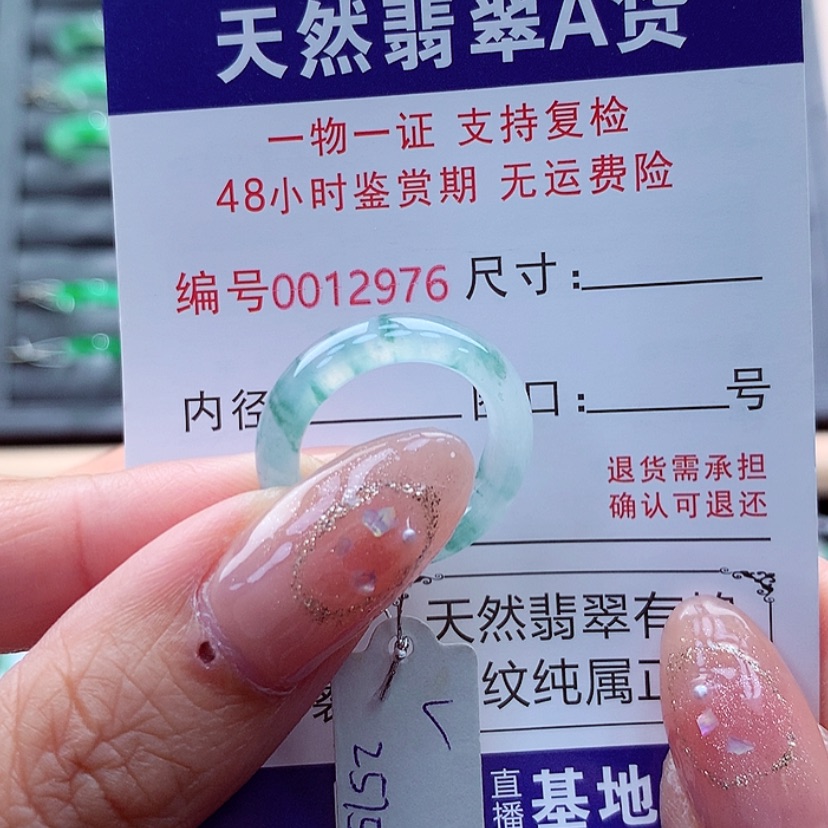 天然翡翠A货
一物一证 支持复检
48小时鉴赏期 无运费险
编号0012976 尺寸:
内径 口: 号
退货需承担
确认可退还
天然翡翠有
纹纯属正
直播 基地